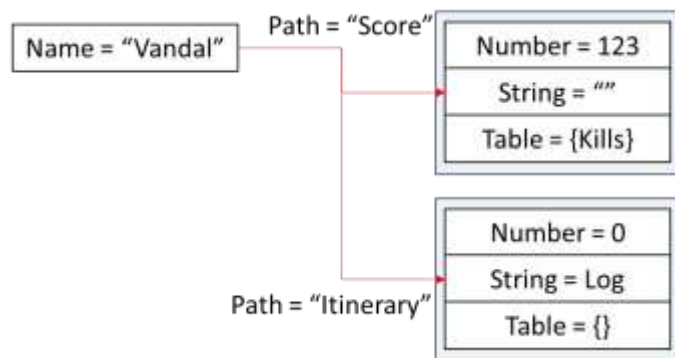 Path = “Score”
Name = “Vandal”
Number = 123
String = “”
Table = {Kills}
Path = “Itinerary”
Number = 0
String = Log
Table = {}